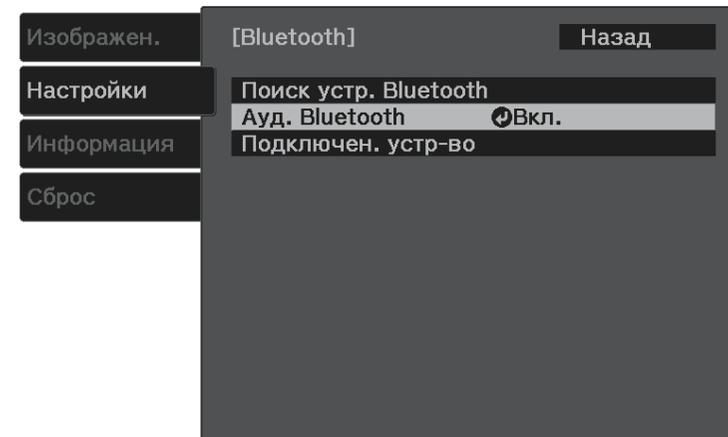 Изображен.
Настройки
Информация
Сброс
[Bluetooth]
Назад
Поиск устр. Bluetooth
Ауд. Bluetooth Вкл.
Подключен. устр-во